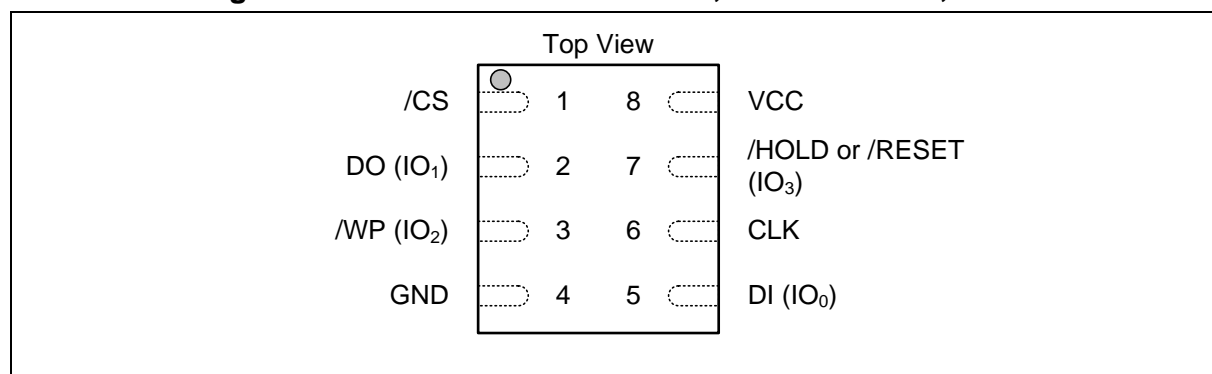 g
Top View
/CS 1 8 VCC
DO (IO₁) 2 7 /HOLD or /RESET
(IO₃)
/WP (IO₂) 3 6 CLK
GND 4 5 DI (IO₀)